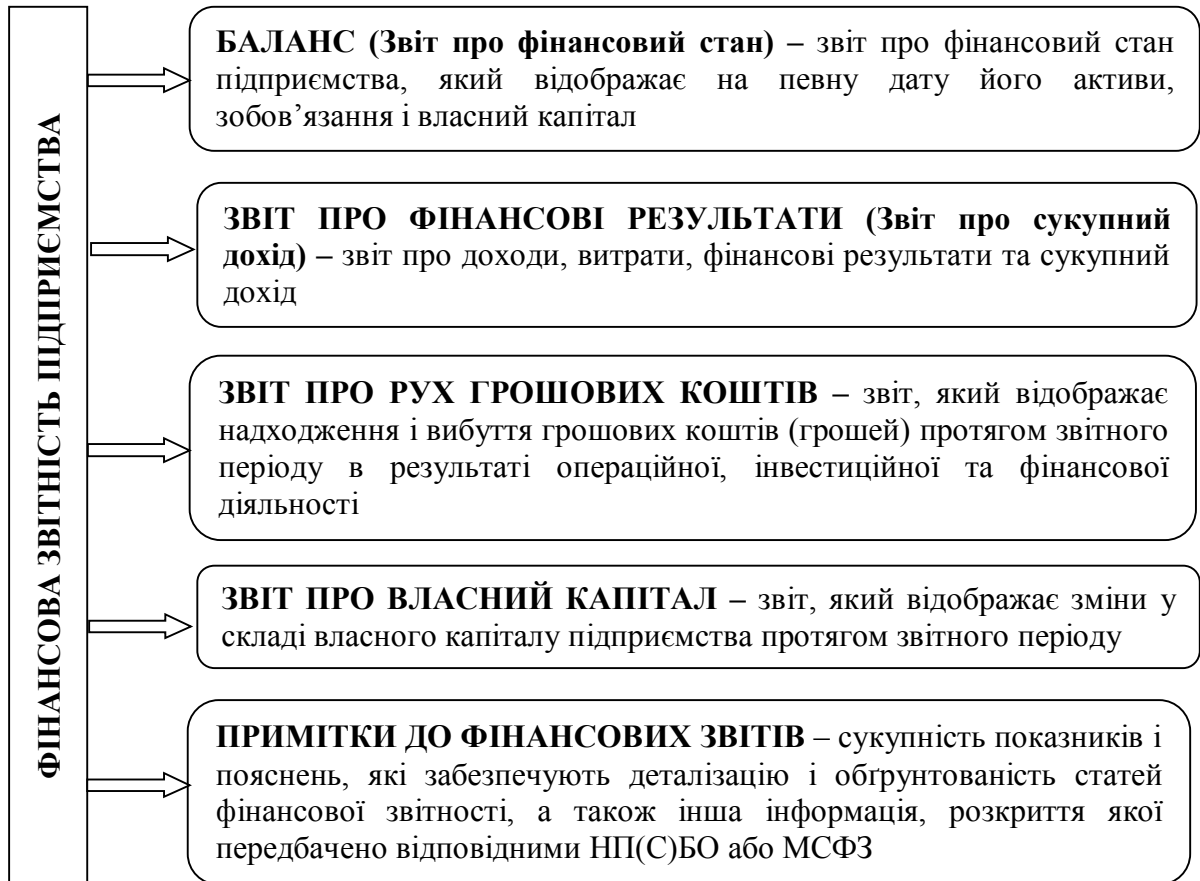 ФІНАНСОВА ЗВІТНІСТЬ ПІДПРИЄМСТВА
БАЛАНС (Звіт про фінансовий стан) – звіт про фінансовий стан
підприємства, який відображає на певну дату його активи,
зобов’язання і власний капітал
ЗВІТ ПРО ФІНАНСОВІ РЕЗУЛЬТАТИ (Звіт про сукупний
дохід) – звіт про доходи, витрати, фінансові результати та сукупний
дохід
ЗВІТ ПРО РУХ ГРОШОВИХ КОШТІВ – звіт, який відображає
надходження і вибуття грошових коштів (грошей) протягом звітного
періоду в результаті операційної, інвестиційної та фінансової
діяльності
ЗВІТ ПРО ВЛАСНИЙ КАПІТАЛ – звіт, який відображає зміни у
складі власного капіталу підприємства протягом звітного періоду
ПРИМІТКИ ДО ФІНАНСОВИХ ЗВІТІВ – сукупність показників і
пояснень, які забезпечують деталізацію і обґрунтованість статей
фінансової звітності, а також інша інформація, розкриття якої
передбачено відповідними НП(С)БО або МСФЗ